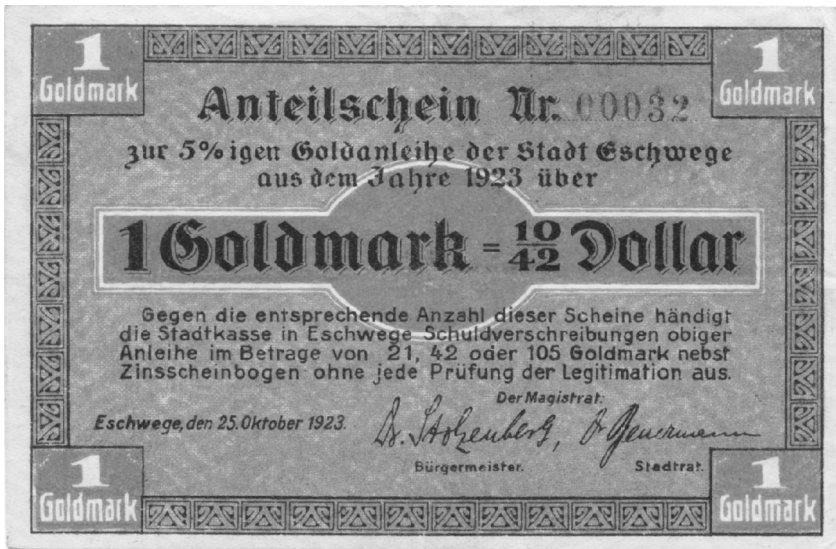 1 Goldmark
1 Goldmark
Anteilschein Nr. 00032
zur 5%igen Goldanleihe der Stadt Eschwege
aus dem Jahre 1923 über
1 Goldmark = 10/42 Dollar
Gegen die entsprechende Anzahl dieser Scheine händigt
die Stadtkasse in Eschwege Schuldverschreibungen obiger
Anleihe im Betrage von 21, 42 oder 105 Goldmark nebst
Zinsscheinbogen ohne jede Prüfung der Legitimation aus.
Der Magistrat:
Eschwege, den 25. Oktober 1923.
Dr. Stolzenberg,
Bürgermeister. Stadtrat.
1 Goldmark
1 Goldmark